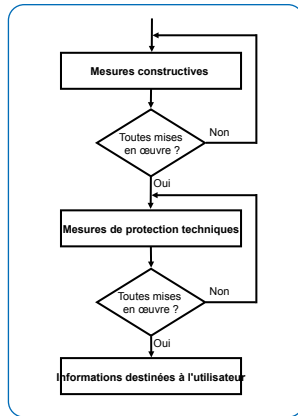 Mesures constructives
Toutes mises
en œuvre ?
Non
Oui
Mesures de protection techniques
Toutes mises
en œuvre ?
Non
Oui
Informations destinées à l'utilisateur